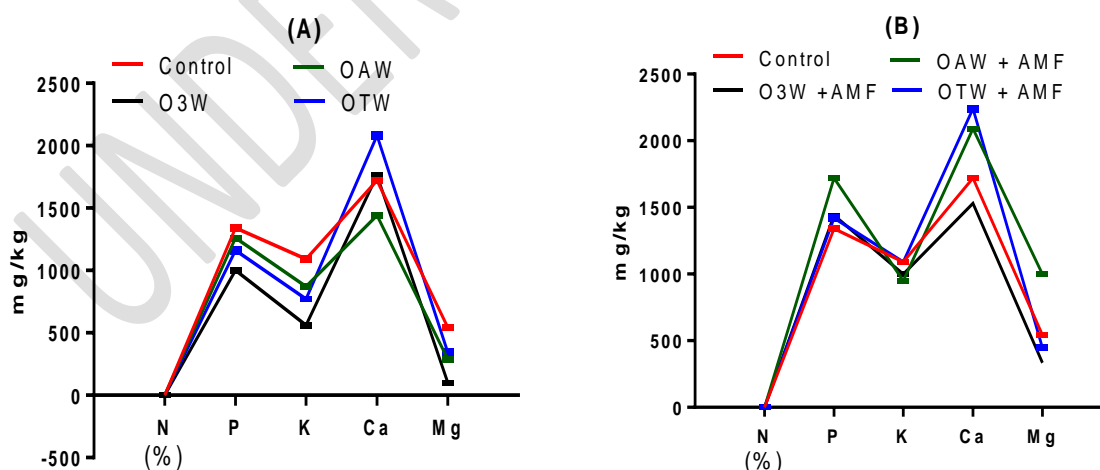 (A)
Control
OAW
O3W
OTW
2500
2000
1500
1000
500
0
-500
mg/kg
N
P
K
Ca
Mg
(%)
(B)
Control
OAW + AMF
O3W +AMF
OTW + AMF
2500
2000
1500
1000
500
0
mg/kg
N
P
K
Ca
Mg
(%)
UNDER